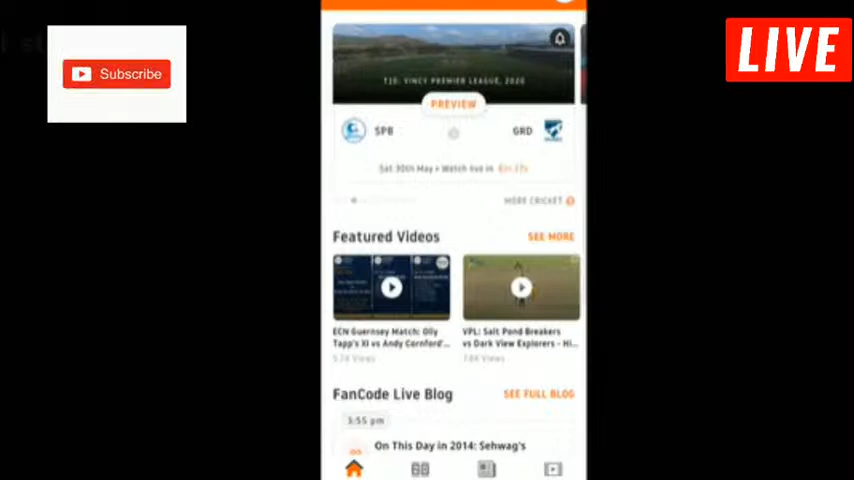 Subscribe
LIVE
T10: VINCY PREMIER LEAGUE, 2020
PREVIEW
SPB
GRD
Sat 30th May • Watch live in
MORE CRICKET
Featured Videos
SEE MORE
ECN Guernsey Match: Olly
Tapp's XI vs Andy Cornford'...
VPL: Salt Pond Breakers
vs Dark View Explorers - Hi...
Views
Views
FanCode Live Blog
SEE FULL BLOG
3:55 pm
On This Day in 2014: Sehwag's